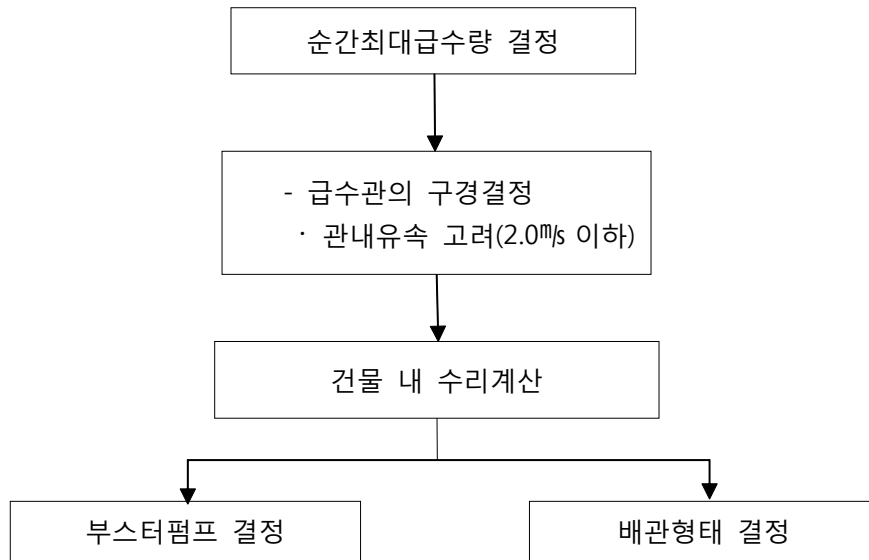 순간최대급수량 결정
- 급수관의 구경결정
· 관내유속 고려(2.0㎧ 이하)
건물 내 수리계산
부스터펌프 결정
배관형태 결정